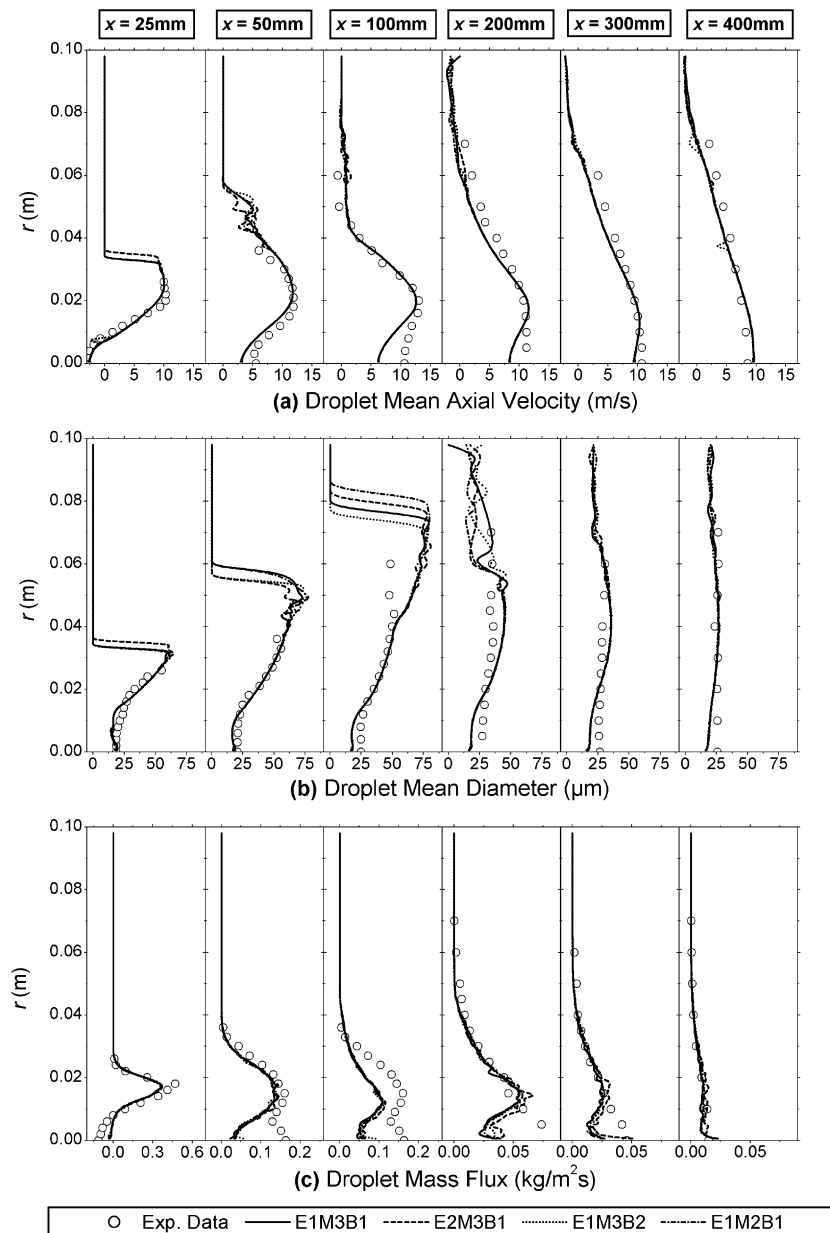 x = 25mm x = 50mm x = 100mm x = 200mm x = 300mm x = 400mm
0.10
0.08
0.06
0.04
0.02
0.00
r (m)
0 5 10 15 0 5 10 15 0 5 10 15 0 5 10 15 0 5 10 15 0 5 10 15
(a) Droplet Mean Axial Velocity (m/s)
0.10
0.08
0.06
0.04
0.02
0.00
r (m)
0 25 50 75 0 25 50 75 0 25 50 75 0 25 50 75 0 25 50 75 0 25 50 75
(b) Droplet Mean Diameter (µm)
0.10
0.08
0.06
0.04
0.02
0.00
r (m)
0.0 0.3 0.6 0.0 0.1 0.2 0.0 0.1 0.2 0.00 0.05 0.00 0.05 0.00 0.05
(c) Droplet Mass Flux (kg/m²s)
Exp. Data E1M3B1 E2M3B1 E1M3B2 E1M2B1